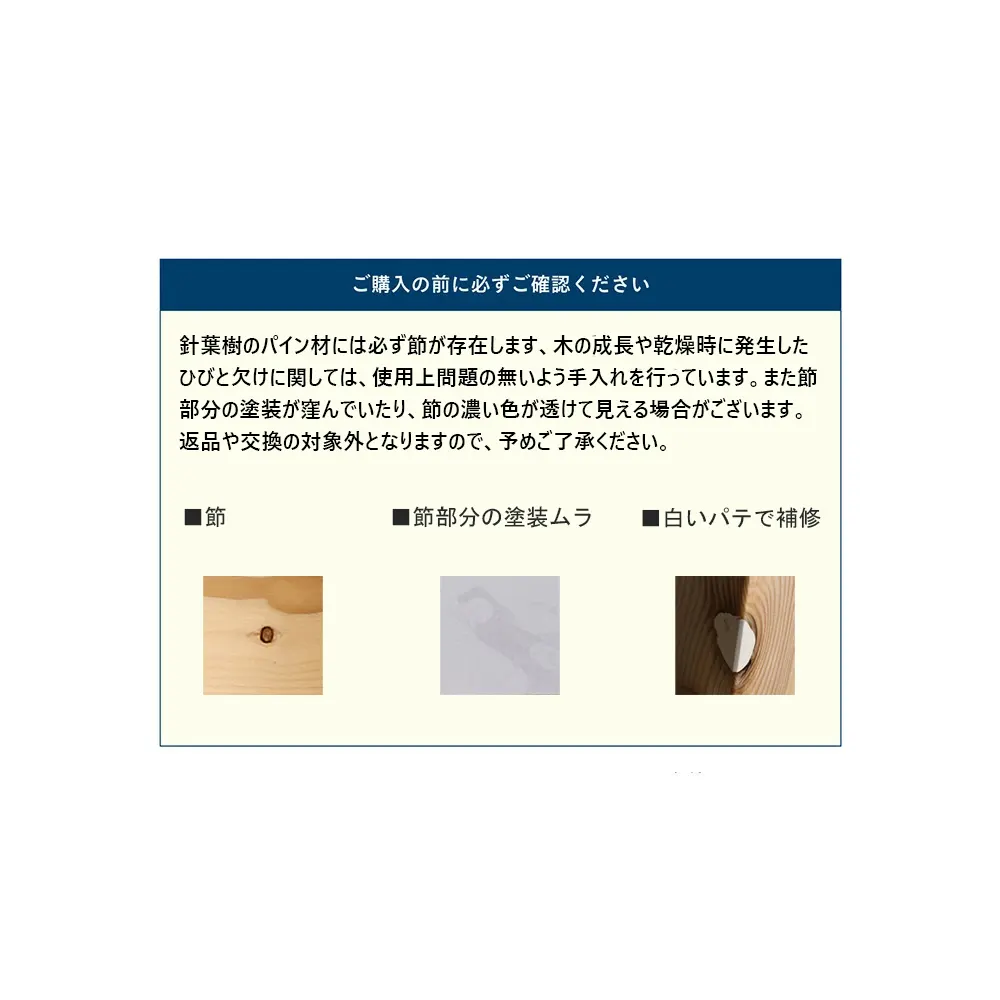 ご購入の前に必ずご確認ください
針葉樹のパイン材には必ず節が存在します、木の成長や乾燥時に発生した
ひびと欠けに関しては、使用上問題の無いよう手入れを行っています。また節
部分の塗装が窪んでいたり、節の濃い色が透けて見える場合がございます。
返品や交換の対象外となりますので、予めご了承ください。
■節
■節部分の塗装ムラ
■白いパテで補修